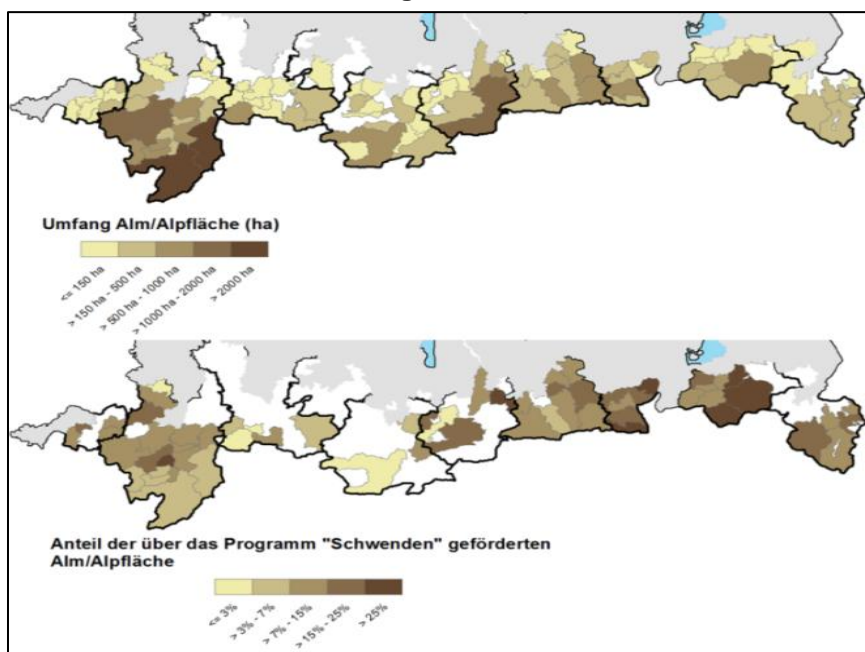 Umfang Alm/Alpfläche (ha)
<= 150 ha
> 150 ha - 500 ha
> 500 ha - 1000 ha
> 1000 ha - 2000 ha
> 2000 ha
Anteil der über das Programm "Schwenden" geförderten
Alm/Alpfläche
<= 3%
> 3% - 7%
> 7% - 15%
> 15% - 25%
> 25%